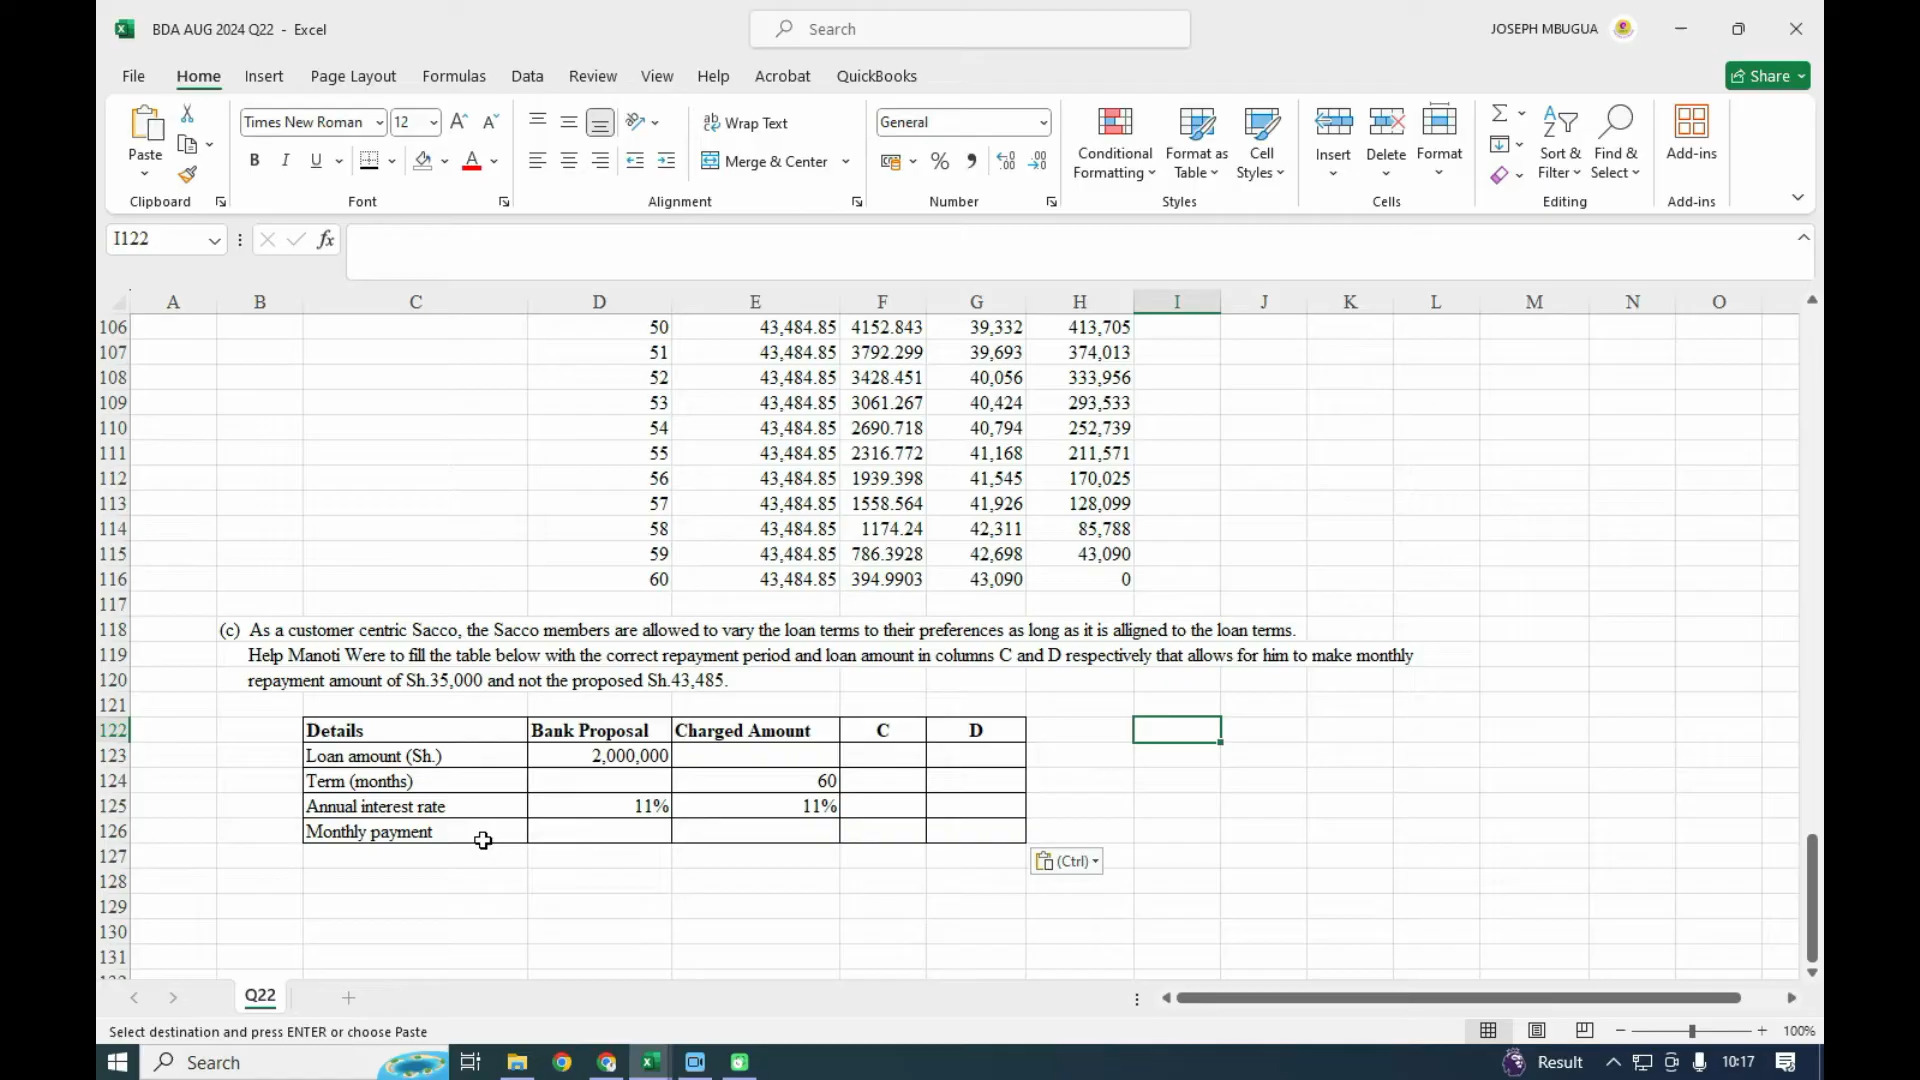 BDA AUG 2024 Q22 - Excel
Search
JOSEPH MBUGUA
File Home Insert Page Layout Formulas Data Review View Help Acrobat QuickBooks
Share
Paste
Times New Roman 12
Wrap Text
General
Merge & Center
Conditional Formatting
Format as Table
Cell Styles
Insert Delete Format
Sort & Filter
Find & Select
Add-ins
Clipboard Font Alignment Number Styles Cells Editing Add-ins
I122
fx
A B C D E F G H I J K L M N O
106 50 43,484.85 4152.843 39,332 413,705
107 51 43,484.85 3792.299 39,693 374,013
108 52 43,484.85 3428.451 40,056 333,956
109 53 43,484.85 3061.267 40,424 293,533
110 54 43,484.85 2690.718 40,794 252,739
111 55 43,484.85 2316.772 41,168 211,571
112 56 43,484.85 1939.398 41,545 170,025
113 57 43,484.85 1558.564 41,926 128,099
114 58 43,484.85 1174.24 42,311 85,788
115 59 43,484.85 786.3928 42,698 43,090
116 60 43,484.85 394.9903 43,090 0
117
118 (c) As a customer centric Sacco, the Sacco members are allowed to vary the loan terms to their preferences as long as it is alligned to the loan terms.
119 Help Manoti Were to fill the table below with the correct repayment period and loan amount in columns C and D respectively that allows for him to make monthly
120 repayment amount of Sh.35,000 and not the proposed Sh.43,485.
121
122 Details Bank Proposal Charged Amount C D
123 Loan amount (Sh.) 2,000,000
124 Term (months) 60
125 Annual interest rate 11% 11%
126 Monthly payment
127
(Ctrl)
128
129
130
131
Q22
Select destination and press ENTER or choose Paste
100%
Search
Result
10:17